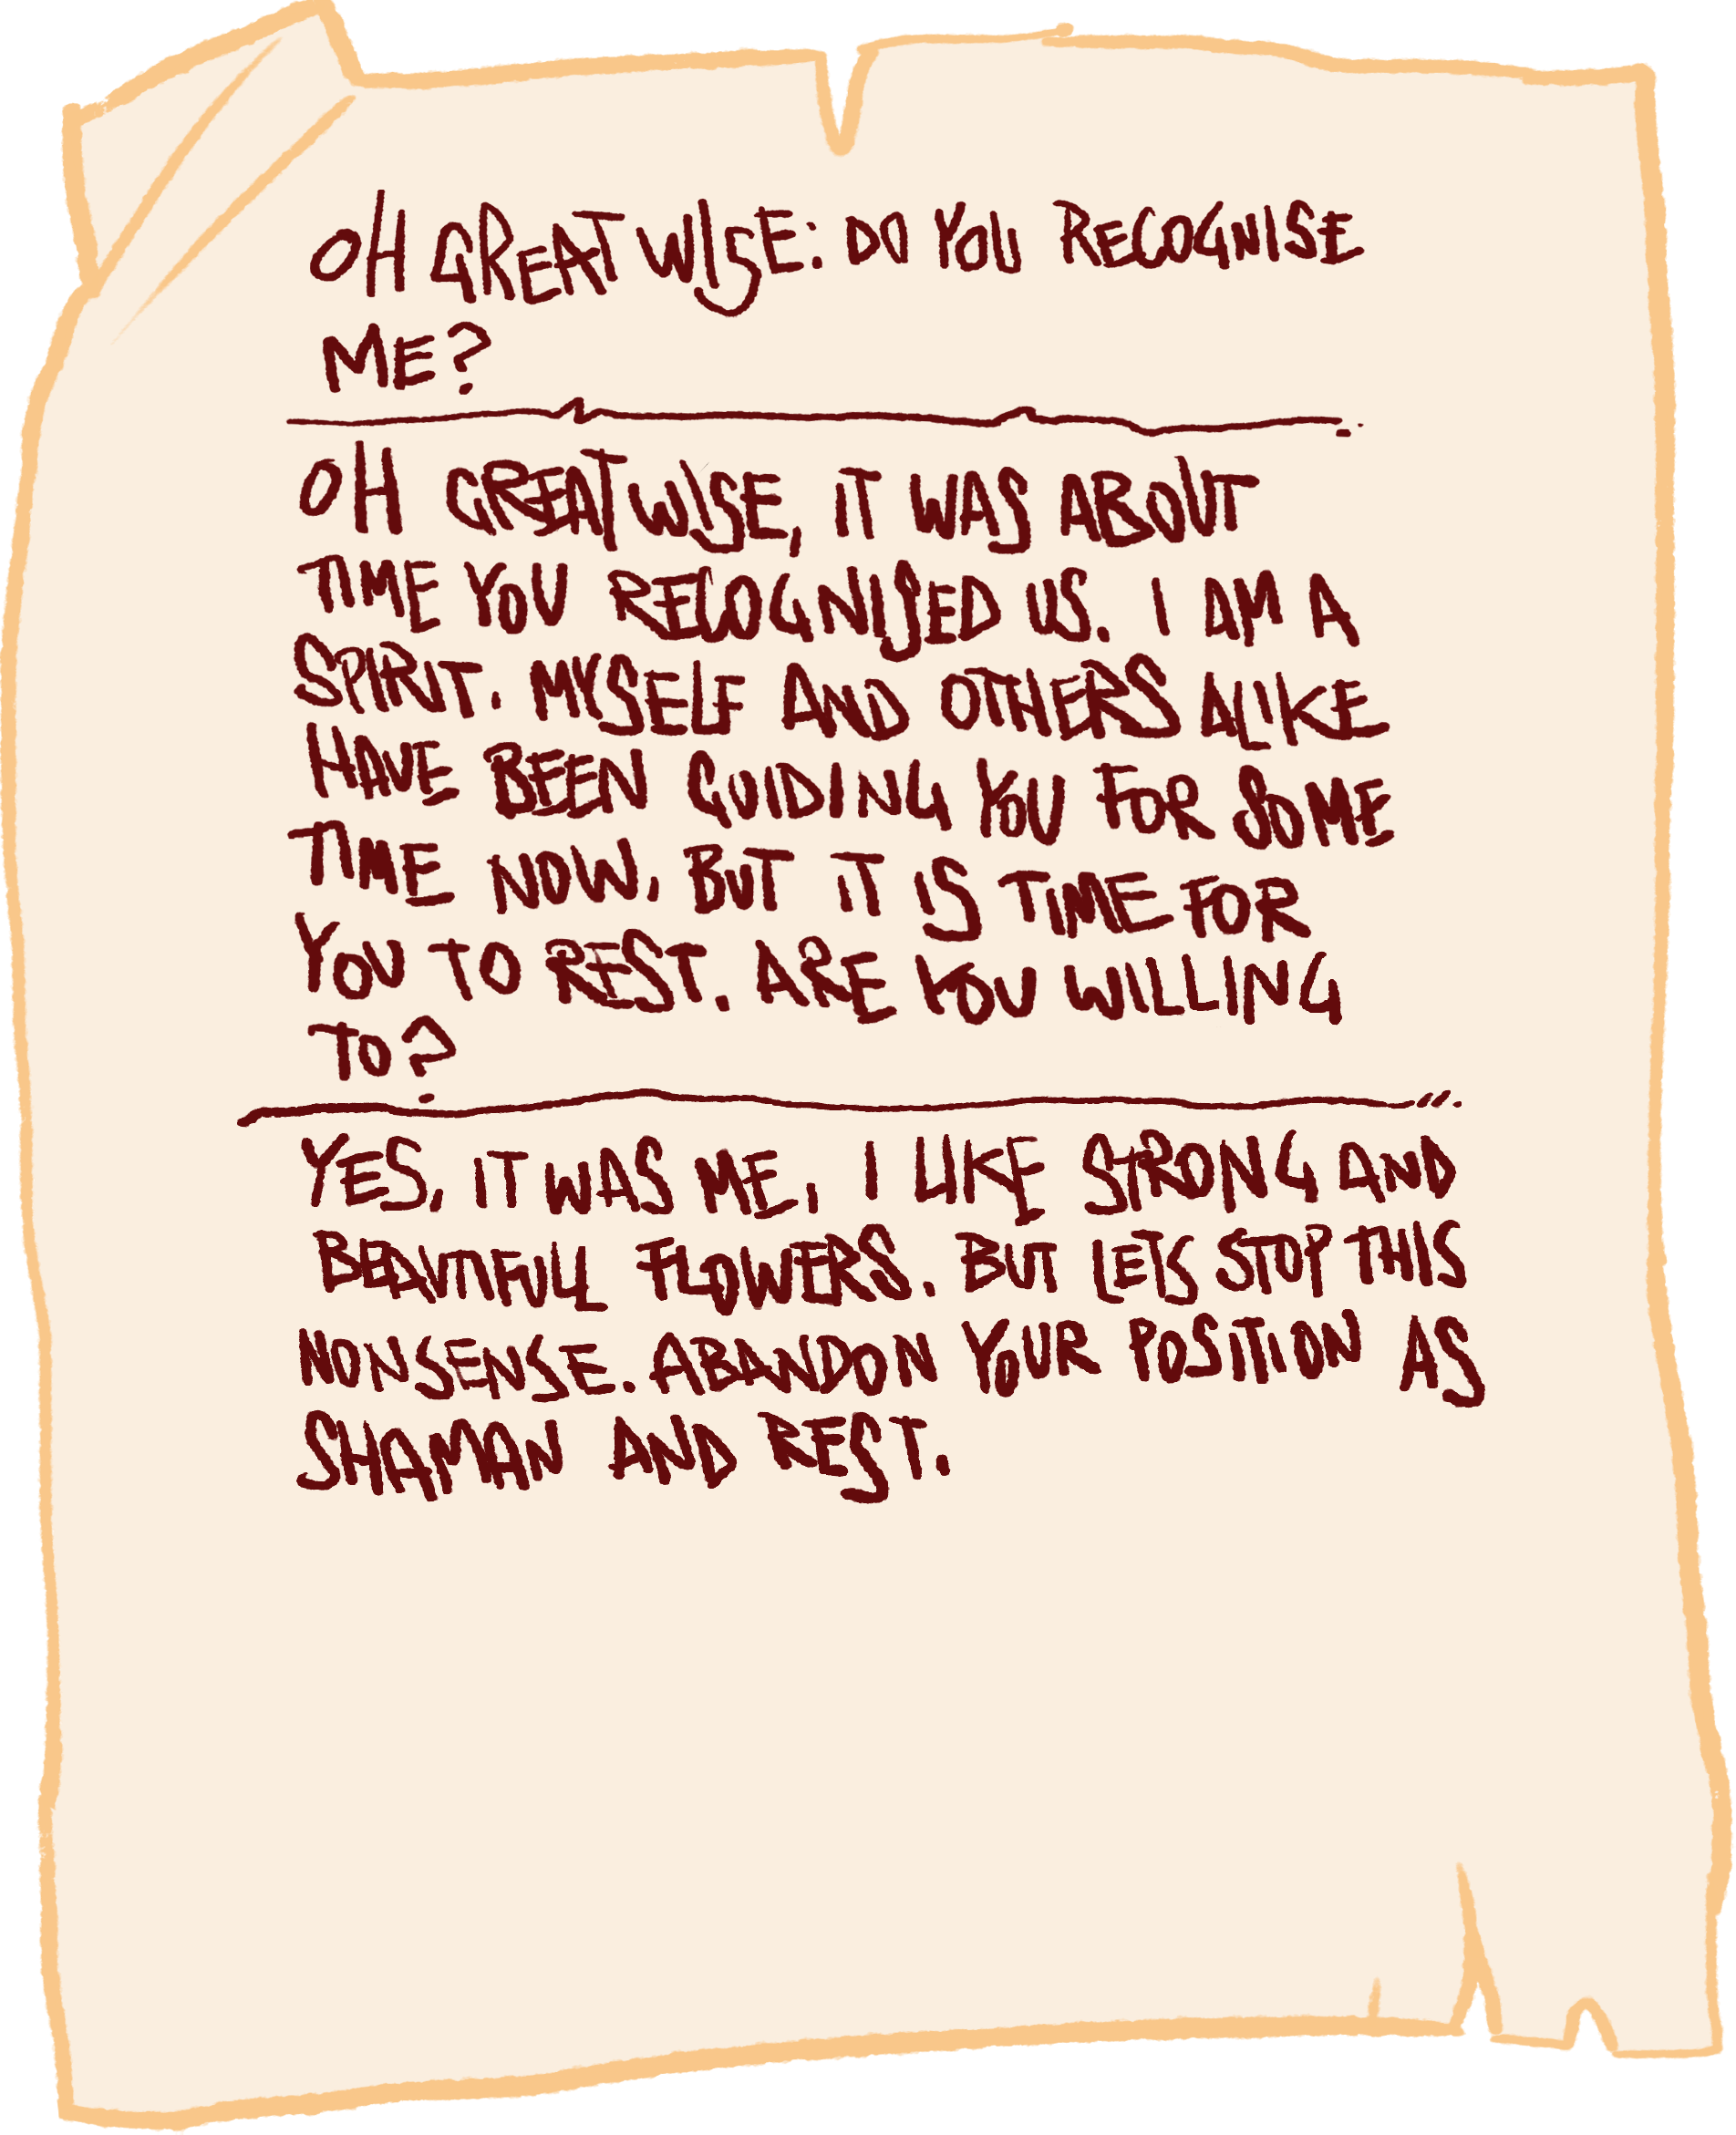 OH GREAT WISE: DO YOU RECOGNISE
ME?
OH GREAT WISE, IT WAS ABOUT
TIME YOU RECOGNISED US. I AM A
SPIRIT. MYSELF AND OTHERS ALIKE
HAVE BEEN GUIDING YOU FOR SOME
TIME NOW. BUT IT IS TIME FOR
YOU TO REST. ARE YOU WILLING
TO?
YES, IT WAS ME. I LIKE STRONG AND
BEAUTIFULL FLOWERS. BUT LETS STOP THIS
NONSENSE. ABANDON YOUR POSITION AS
SHAMAN AND REST.